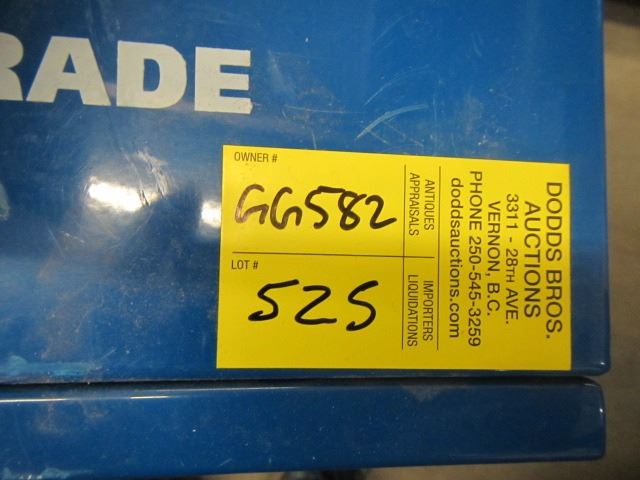 RADE
OWNER #
GG582
LOT #
525
ANTIQUES
APPRAISALS
IMPORTERS
LIQUIDATIONS
DODDS BROS.
AUCTIONS
3311 - 28TH AVE.
VERNON, B.C.
PHONE 250-545-3259
doddsauctions.com